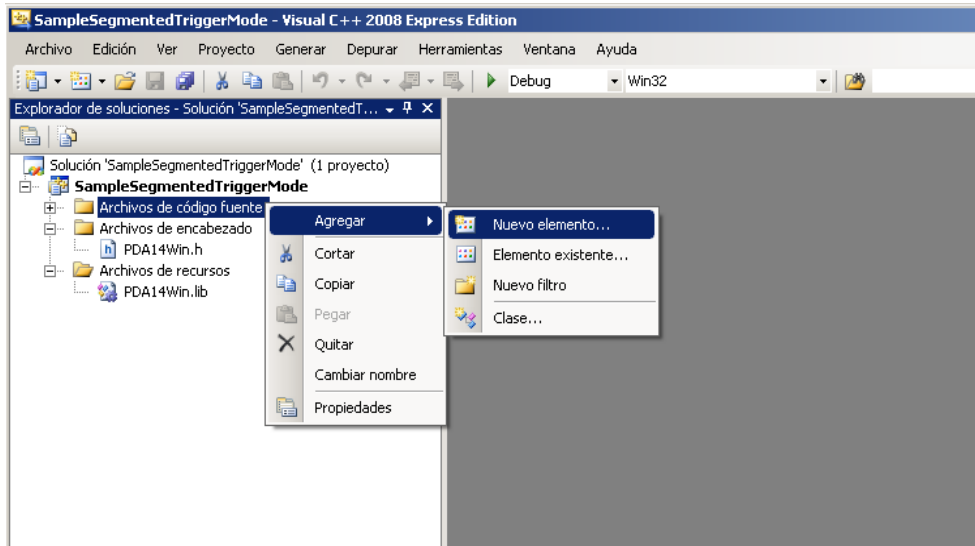 SampleSegmentedTriggerMode - Visual C++ 2008 Express Edition
Archivo Edición Ver Proyecto Generar Depurar Herramientas Ventana Ayuda
Debug Win32
Explorador de soluciones - Solución 'SampleSegmentedT...
Solución 'SampleSegmentedTriggerMode' (1 proyecto)
SampleSegmentedTriggerMode
Archivos de código fuente
Archivos de encabezado
PDA14Win.h
Archivos de recursos
PDA14Win.lib
Agregar
Cortar
Copiar
Pegar
Quitar
Cambiar nombre
Propiedades
Nuevo elemento...
Elemento existente...
Nuevo filtro
Clase...